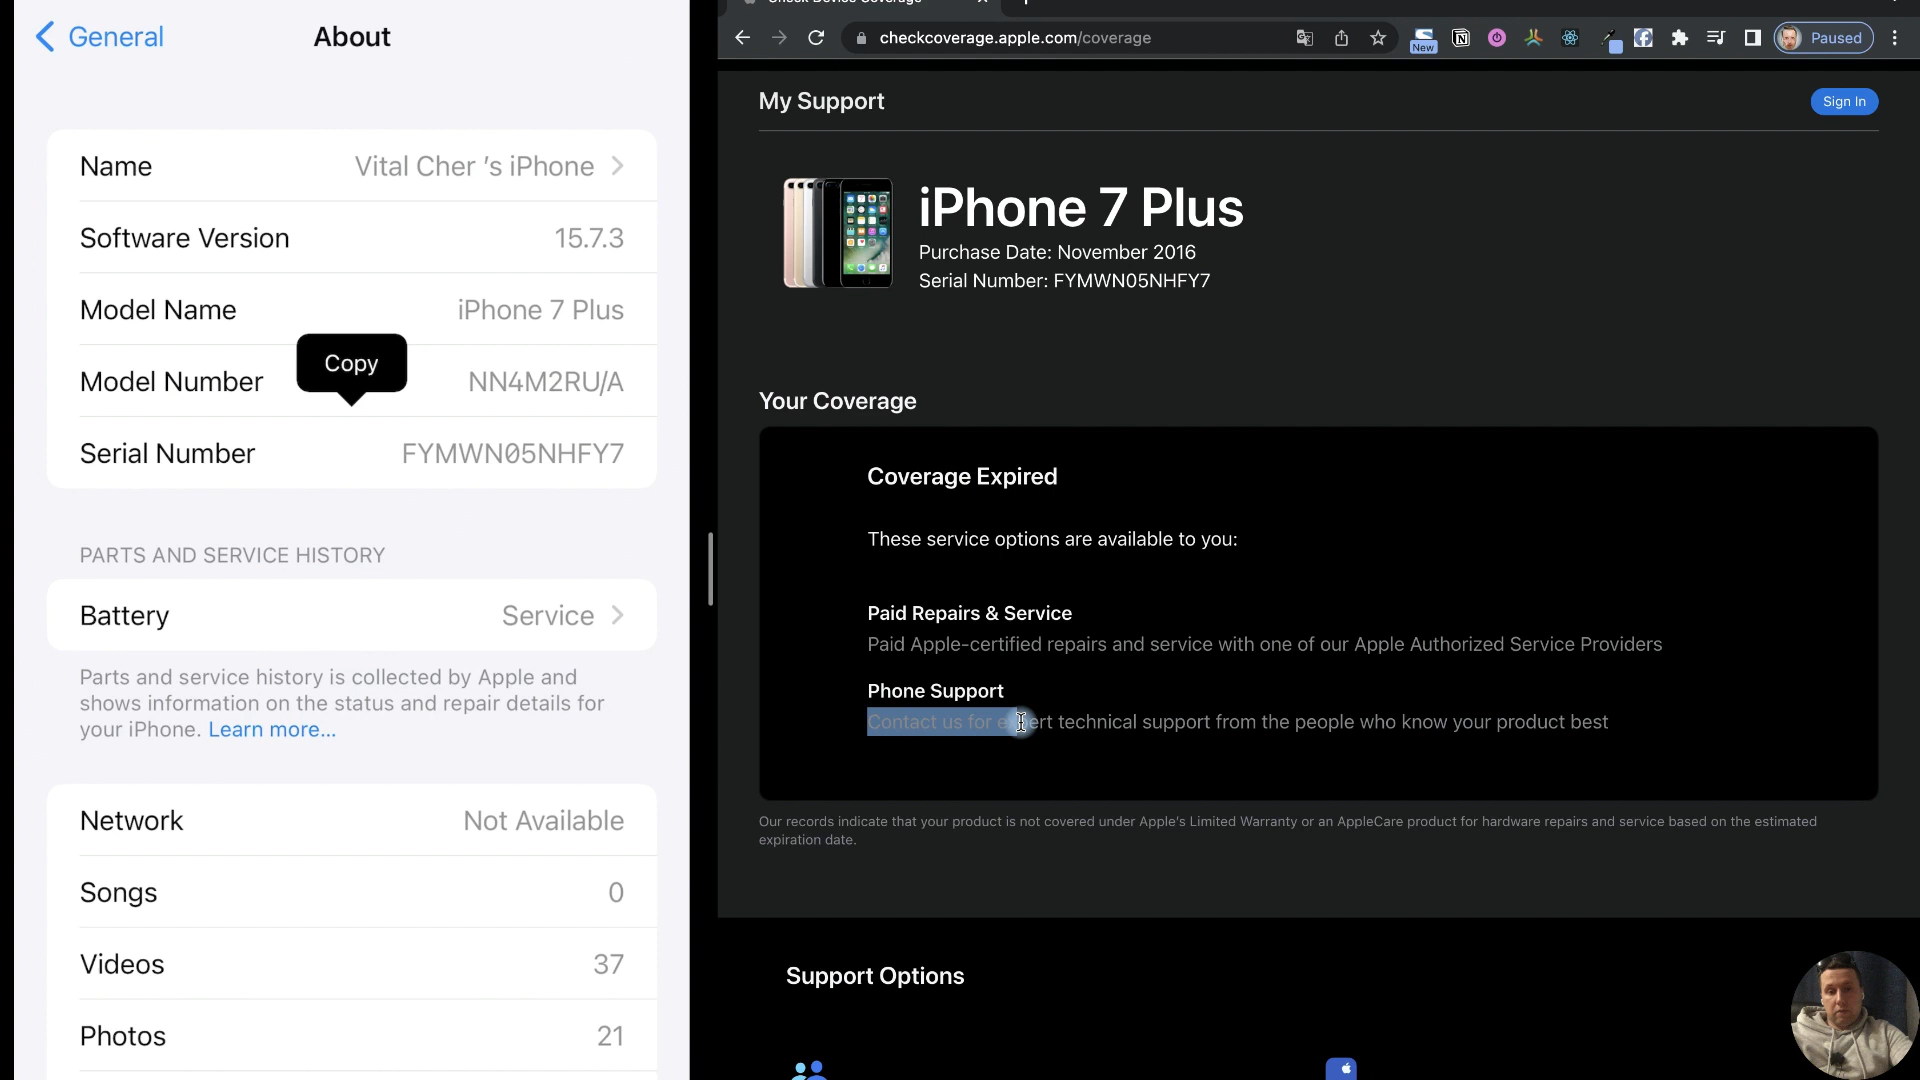 General
About
Name
Vital Cher 's iPhone
Software Version
15.7.3
Model Name
iPhone 7 Plus
Copy
Model Number
NN4M2RU/A
Serial Number
FYMWN05NHFY7
PARTS AND SERVICE HISTORY
Battery
Service
Parts and service history is collected by Apple and
shows information on the status and repair details for
your iPhone. Learn more...
Network
Not Available
Songs
0
Videos
37
Photos
21
Check Device Coverage
checkcoverage.apple.com/coverage
New
Paused
My Support
Sign In
iPhone 7 Plus
Purchase Date: November 2016
Serial Number: FYMWN05NHFY7
Your Coverage
Coverage Expired
These service options are available to you:
Paid Repairs & Service
Paid Apple-certified repairs and service with one of our Apple Authorized Service Providers
Phone Support
Contact us for expert technical support from the people who know your product best
Our records indicate that your product is not covered under Apple's Limited Warranty or an AppleCare product for hardware repairs and service based on the estimated
expiration date.
Support Options